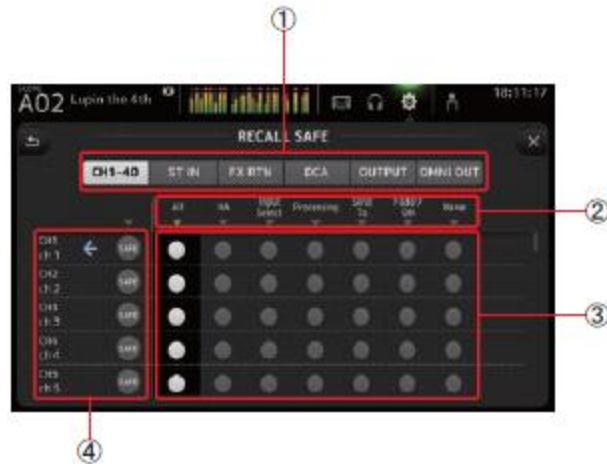 ①
SCENE
A02 Lupin the 4th
18:11:17
RECALL SAFE
CH1-40 ST IN FX RTN DCA OUTPUT OMNI OUT
All HA Input Select Processing Send To Fader/ON Name
②
CH1
ch 1 SAFE
CH2
ch 2 SAFE
CH3
ch 3 SAFE
③
CH4
ch 4 SAFE
CH5
ch 5 SAFE
④